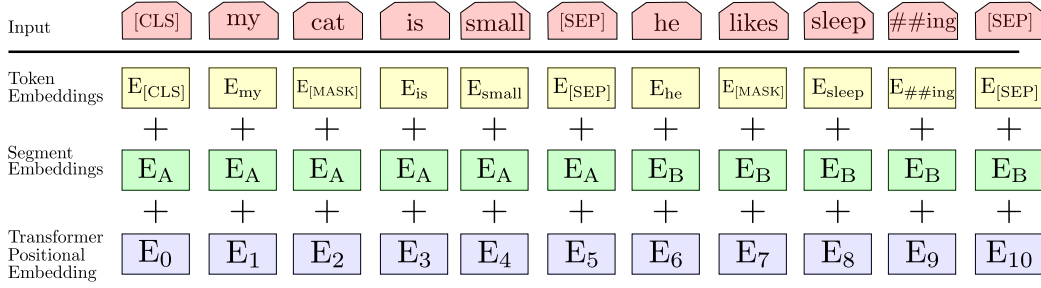 Input [CLS] my cat is small [SEP] he likes sleep ##ing [SEP]
Token
Embeddings
E[CLS] Emy E[MASK] Eis Esmall E[SEP] Ehe E[MASK] Esleep E##ing E[SEP]
+ + + + + + + + + + +
Segment
Embeddings
EA EA EA EA EA EA EB EB EB EB EB
+ + + + + + + + + + +
Transformer
Positional
Embedding
E0 E1 E2 E3 E4 E5 E6 E7 E8 E9 E10